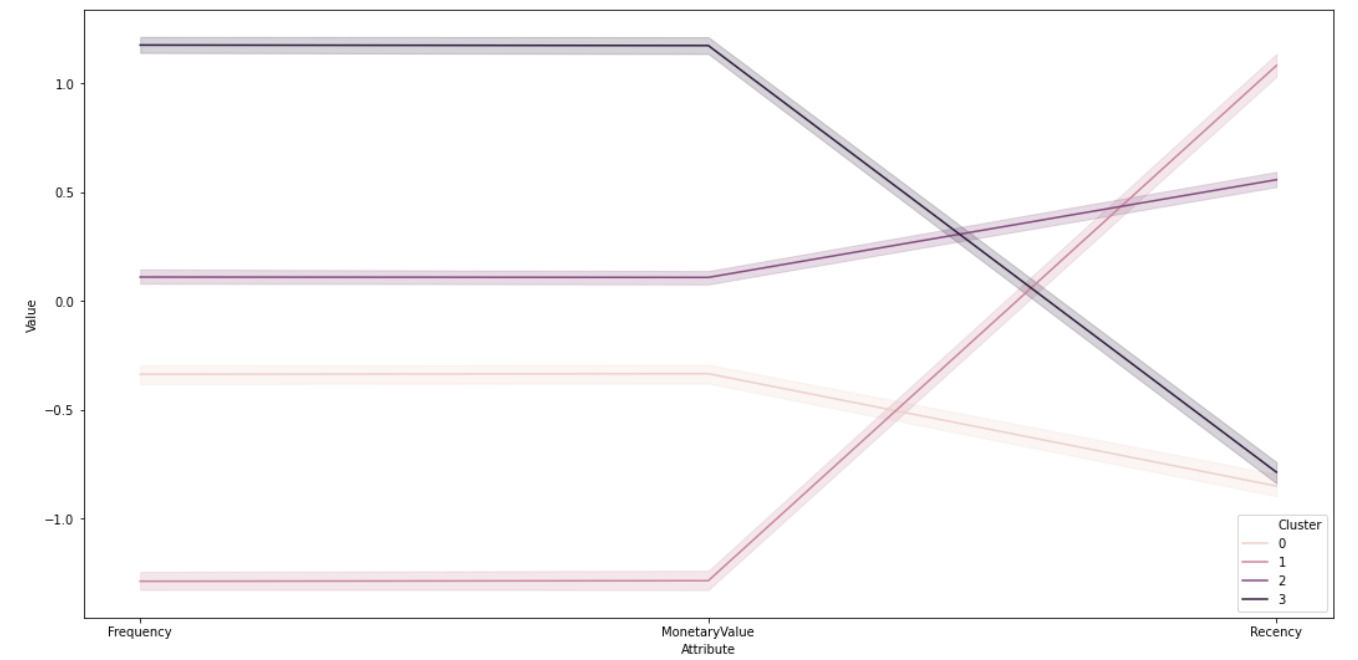 1.0
0.5
0.0
−0.5
−1.0
Value
Frequency
MonetaryValue
Recency
Attribute
Cluster
0
1
2
3